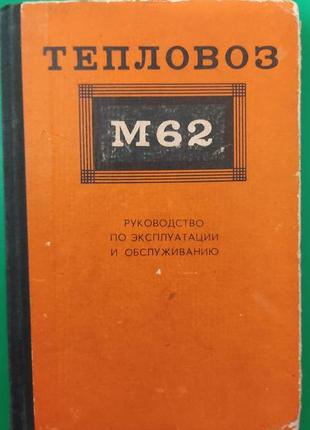 ТЕПЛОВОЗ
М62
РУКОВОДСТВО
ПО ЭКСПЛУАТАЦИИ
И ОБСЛУЖИВАНИЮ